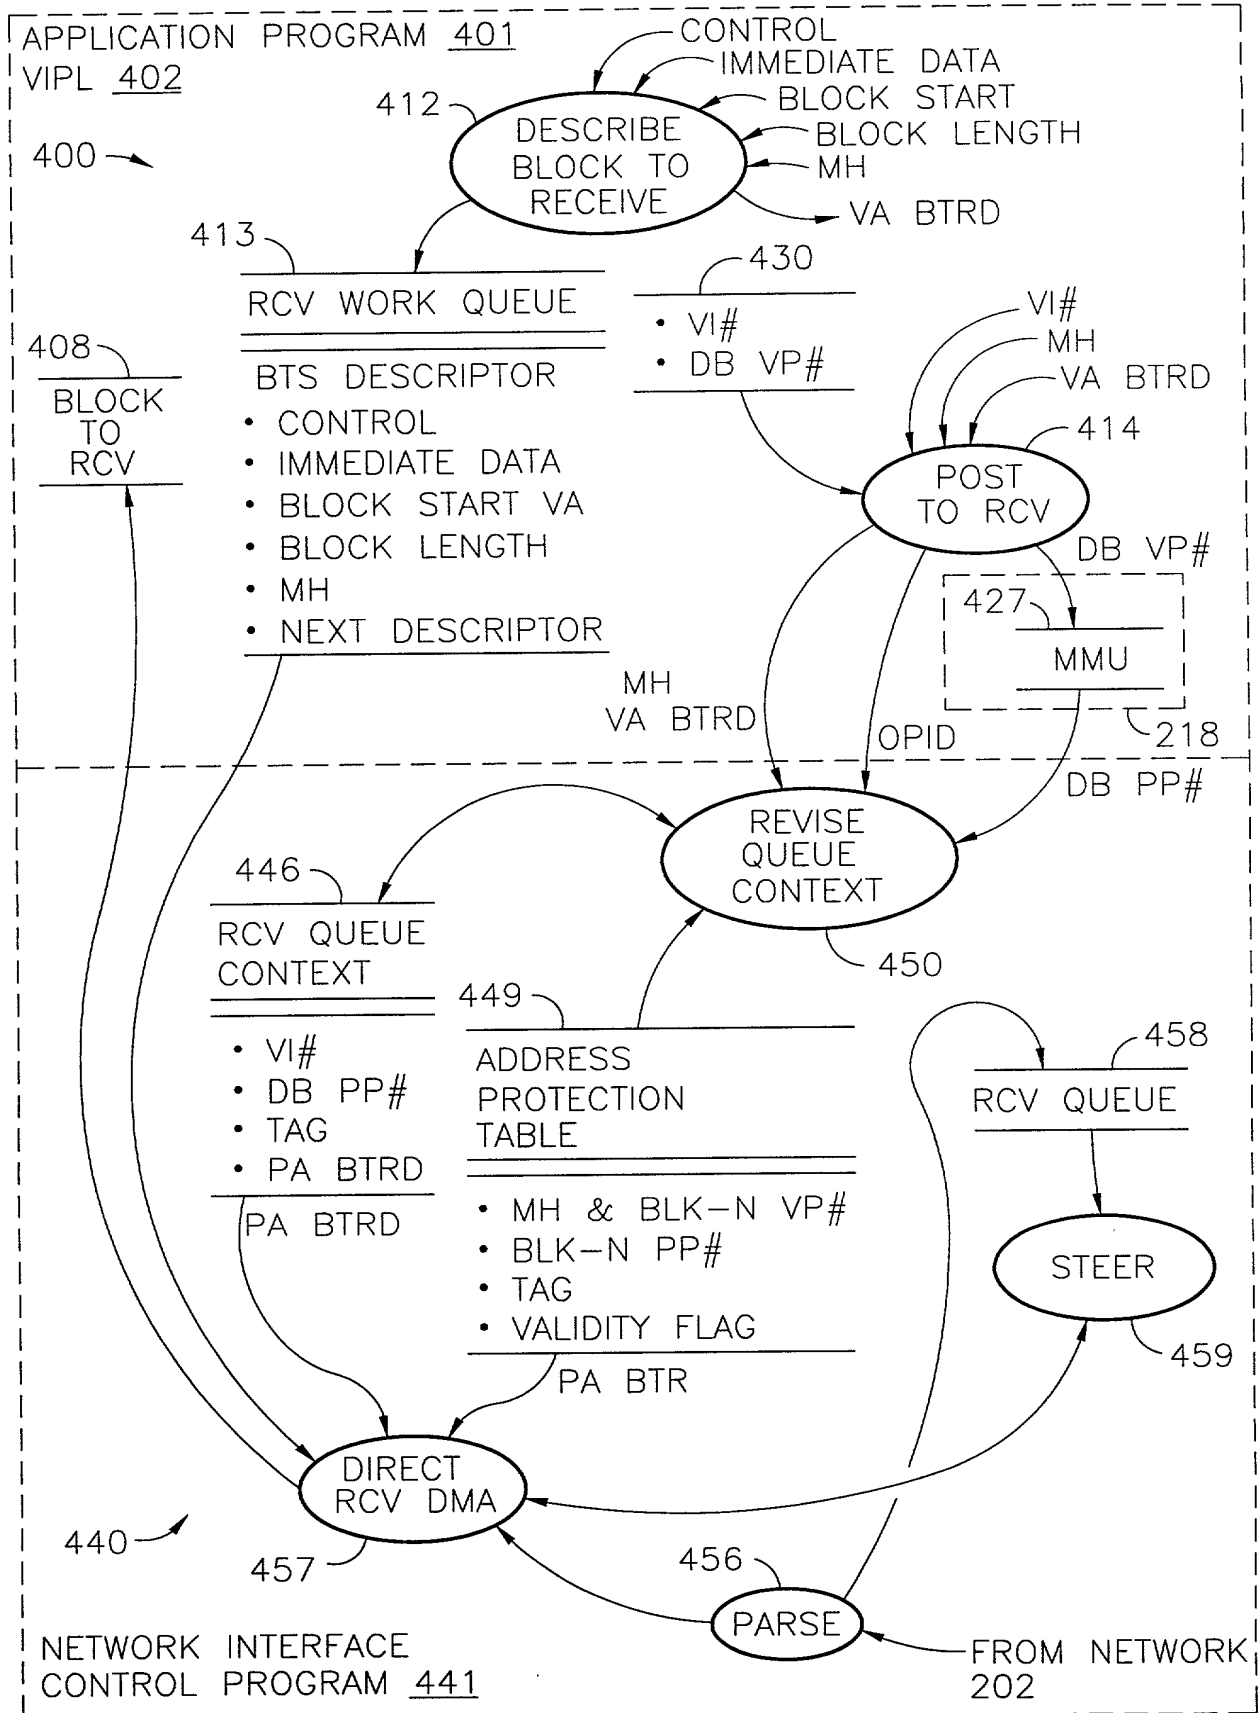 APPLICATION PROGRAM 401
VIPL 402
400
412
DESCRIBE
BLOCK TO
RECEIVE
CONTROL
IMMEDIATE DATA
BLOCK START
BLOCK LENGTH
MH
VA BTRD
413
RCV WORK QUEUE
BTS DESCRIPTOR
• CONTROL
• IMMEDIATE DATA
• BLOCK START VA
• BLOCK LENGTH
• MH
• NEXT DESCRIPTOR
408
BLOCK
TO
RCV
430
• VI#
• DB VP#
VI#
MH
VA BTRD
414
POST
TO RCV
DB VP#
427
MMU
218
MH
VA BTRD
OPID
DB PP#
REVISE
QUEUE
CONTEXT
450
446
RCV QUEUE
CONTEXT
• VI#
• DB PP#
• TAG
• PA BTRD
PA BTRD
449
ADDRESS
PROTECTION
TABLE
• MH & BLK-N VP#
• BLK-N PP#
• TAG
• VALIDITY FLAG
PA BTR
458
RCV QUEUE
STEER
459
DIRECT
RCV DMA
457
440
456
PARSE
FROM NETWORK
202
NETWORK INTERFACE
CONTROL PROGRAM 441